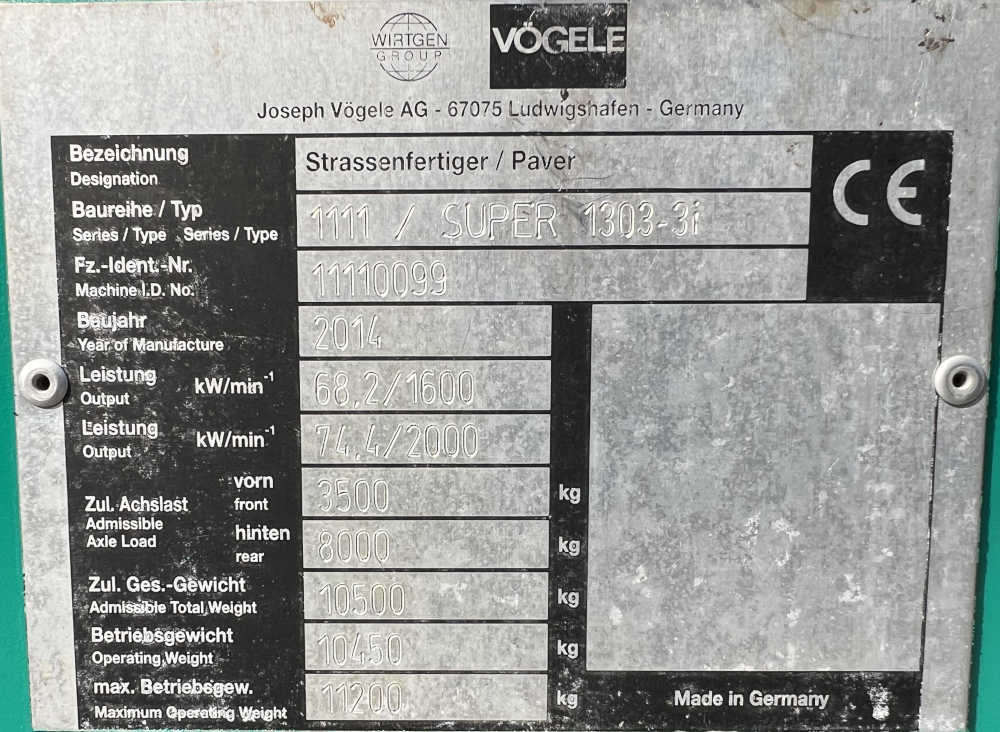 WIRTGEN
GROUP
VÖGELE
Joseph Vögele AG - 67075 Ludwigshafen - Germany
Bezeichnung
Designation
Strassenfertiger / Paver
CE
Baureihe / Typ
Series / Type Series / Type
1111 / SUPER 1303-3i
Fz.-Ident.-Nr.
Machine I.D. No.
11110099
Baujahr
Year of Manufacture
2014
Leistung
Output
kW/min⁻¹
68,2/1600
Leistung
Output
kW/min⁻¹
74,4/2000
Zul. Achslast
Admissible
Axle Load
vorn
front
3500 kg
hinten
rear
8000 kg
Zul. Ges.-Gewicht
Admissible Total Weight
10500 kg
Betriebsgewicht
Operating Weight
10450 kg
max. Betriebsgew.
Maximum Operating Weight
11200 kg
Made in Germany